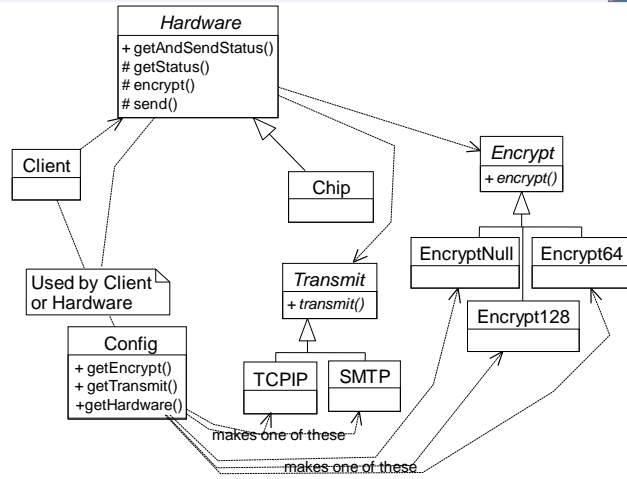 Hardware
+ getAndSendStatus()
# getStatus()
# encrypt()
# send()
Client
Chip
Encrypt
+ encrypt()
EncryptNull
Encrypt64
Encrypt128
Transmit
+ transmit()
TCPIP
SMTP
Used by Client
or Hardware
Config
+ getEncrypt()
+ getTransmit()
+getHardware()
makes one of these
makes one of these